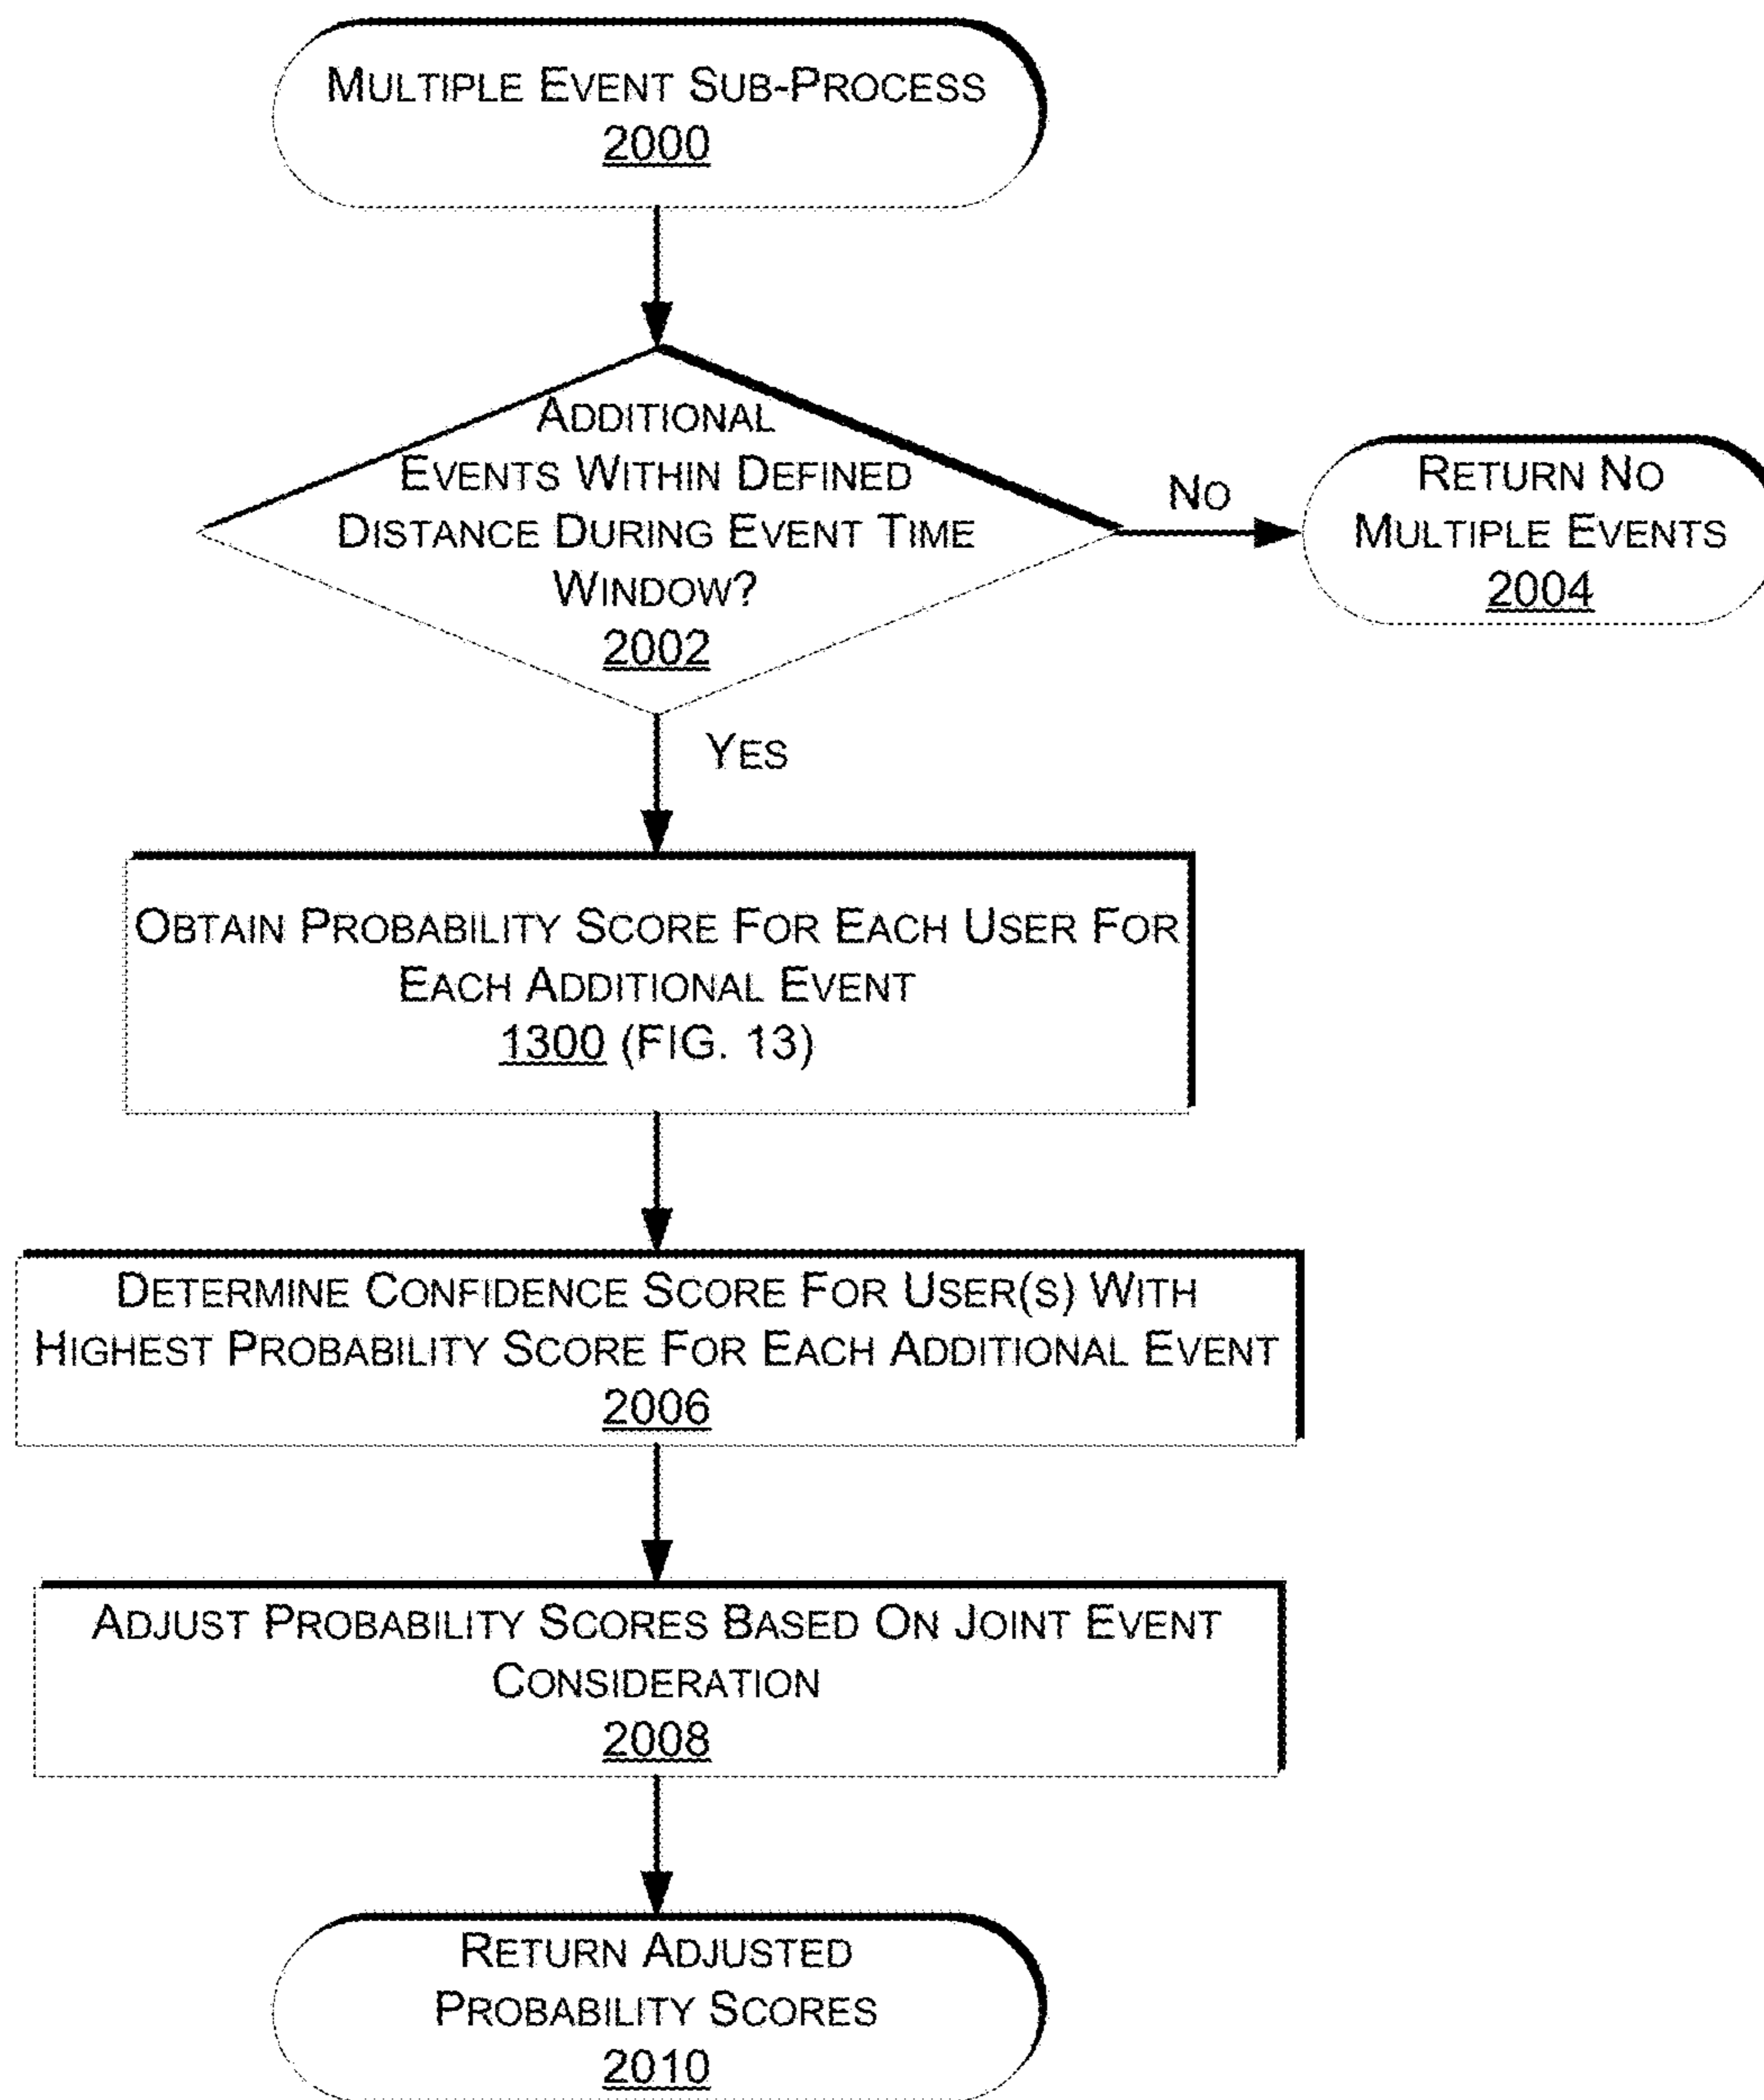 MULTIPLE EVENT SUB-PROCESS
2000
ADDITIONAL
EVENTS WITHIN DEFINED
DISTANCE DURING EVENT TIME
WINDOW?
2002
NO
RETURN NO
MULTIPLE EVENTS
2004
YES
OBTAIN PROBABILITY SCORE FOR EACH USER FOR
EACH ADDITIONAL EVENT
1300 (FIG. 13)
DETERMINE CONFIDENCE SCORE FOR USER(S) WITH
HIGHEST PROBABILITY SCORE FOR EACH ADDITIONAL EVENT
2006
ADJUST PROBABILITY SCORES BASED ON JOINT EVENT
CONSIDERATION
2008
RETURN ADJUSTED
PROBABILITY SCORES
2010